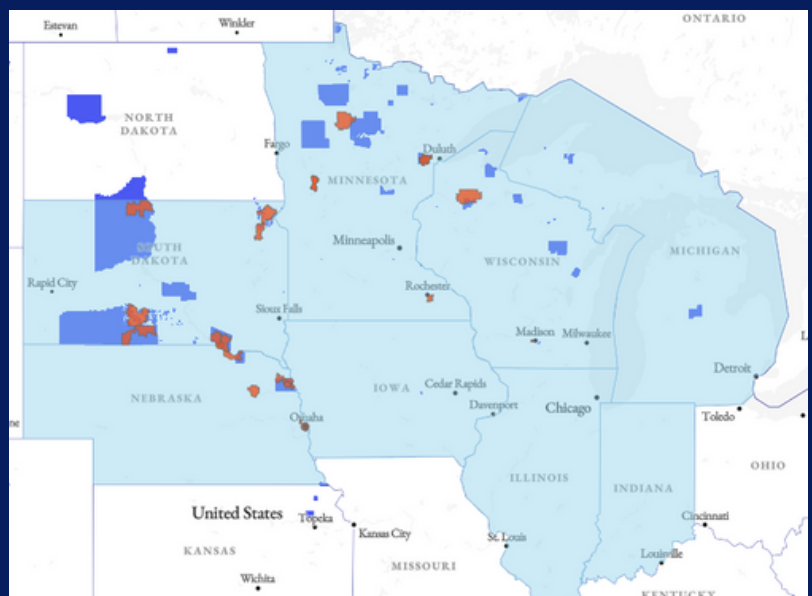 Estevan
Winkler
ONTARIO
NORTH
DAKOTA
Fargo
Duluth
MINNESOTA
Minneapolis
SOUTH
DAKOTA
Rapid City
WISCONSIN
MICHIGAN
Rochester
Sioux Falls
Madison
Milwaukee
Detroit
IOWA
Cedar Rapids
NEBRASKA
Davenport
Chicago
Toledo
Omaha
OHIO
ILLINOIS
INDIANA
United States
Topeka
Kansas City
Cincinnati
St. Louis
KANSAS
MISSOURI
Louisville
Wichita
KENTUCKY